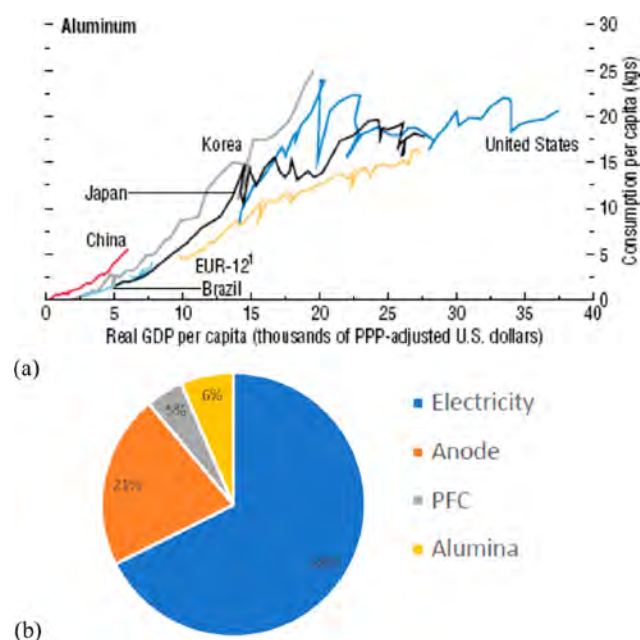 Aluminum
30
25
20
15
10
5
0
Consumption per capita (kgs)
Korea
United States
Japan
China
EUR-12¹
Brazil
0 5 10 15 20 25 30 35 40
Real GDP per capita (thousands of PPP-adjusted U.S. dollars)
(a)
6%
5%
21%
Electricity
Anode
PFC
Alumina
(b)